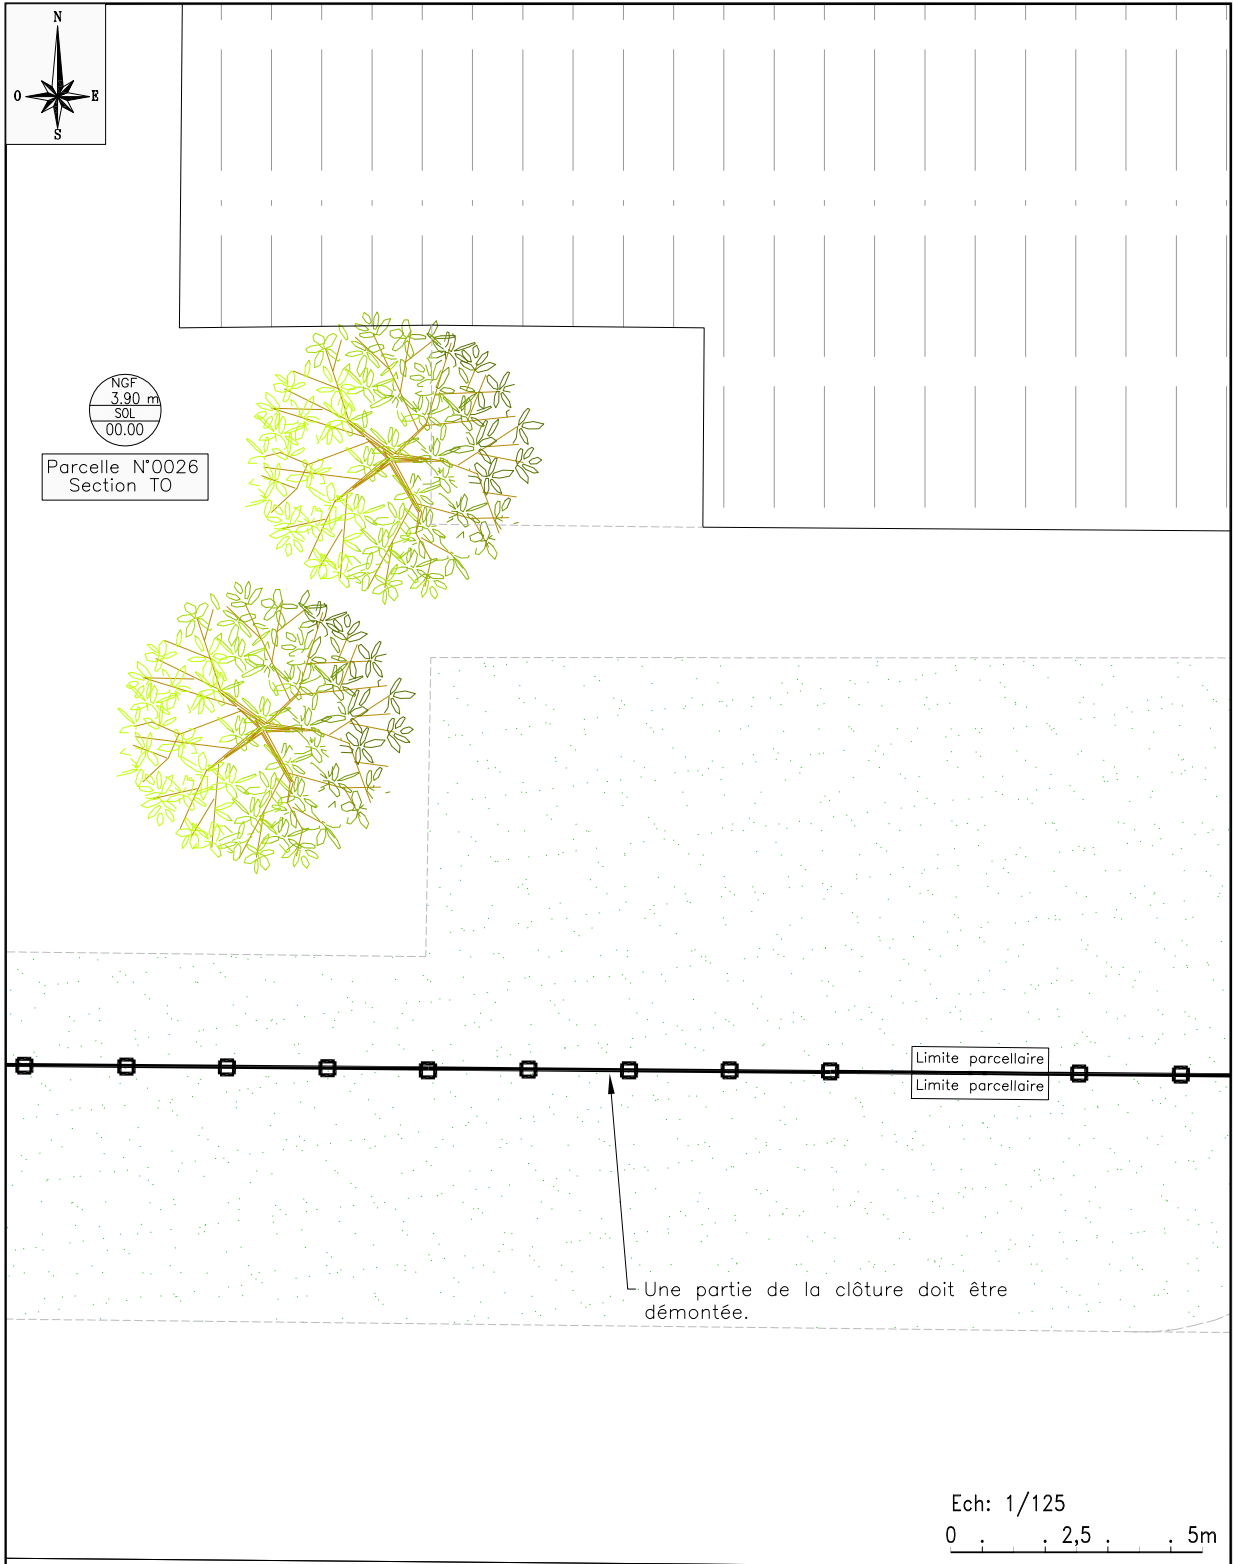 N
O E
S
NGF
3.90 m
SOL
00.00
Parcelle N°0026
Section TO
Limite parcellaire
Limite parcellaire
Une partie de la clôture doit être
démontée.
Ech: 1/125
0 . . 2,5 . . 5m